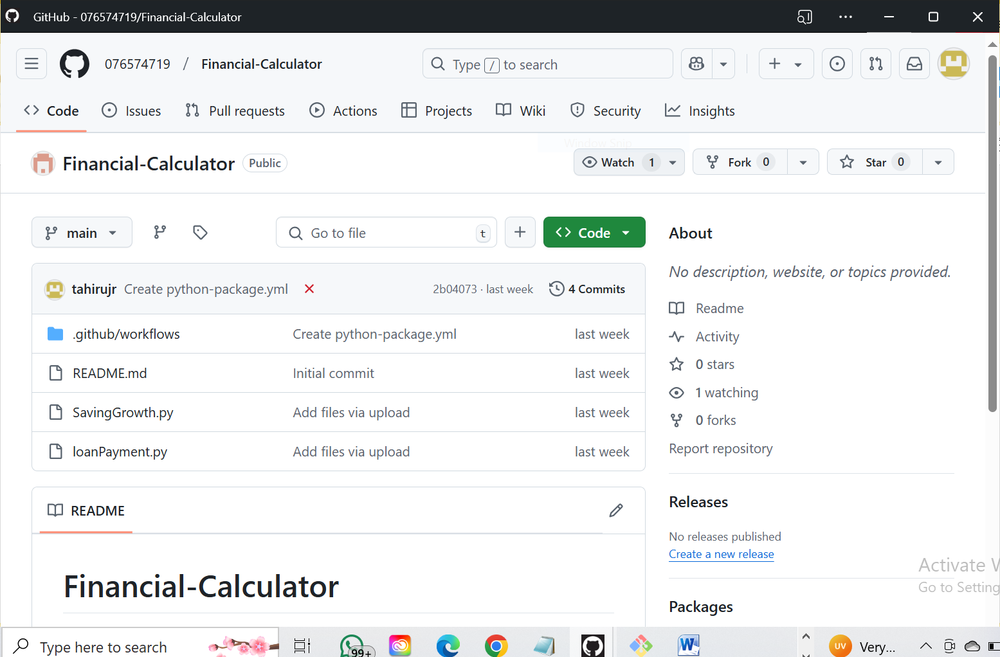 GitHub - 076574719/Financial-Calculator
076574719 / Financial-Calculator
Type / to search
Code Issues Pull requests Actions Projects Wiki Security Insights
Window Snip
Financial-Calculator Public
Watch 1 Fork 0 Star 0
main
Go to file t
Code
About
No description, website, or topics provided.
tahirujr Create python-package.yml 2b04073 · last week 4 Commits
.github/workflows Create python-package.yml last week
README.md Initial commit last week
SavingGrowth.py Add files via upload last week
loanPayment.py Add files via upload last week
Readme
Activity
0 stars
1 watching
0 forks
Report repository
README
Financial-Calculator
Releases
No releases published
Create a new release
Packages
Activate W
Go to Setting
Type here to search
99+
W
UV Very...